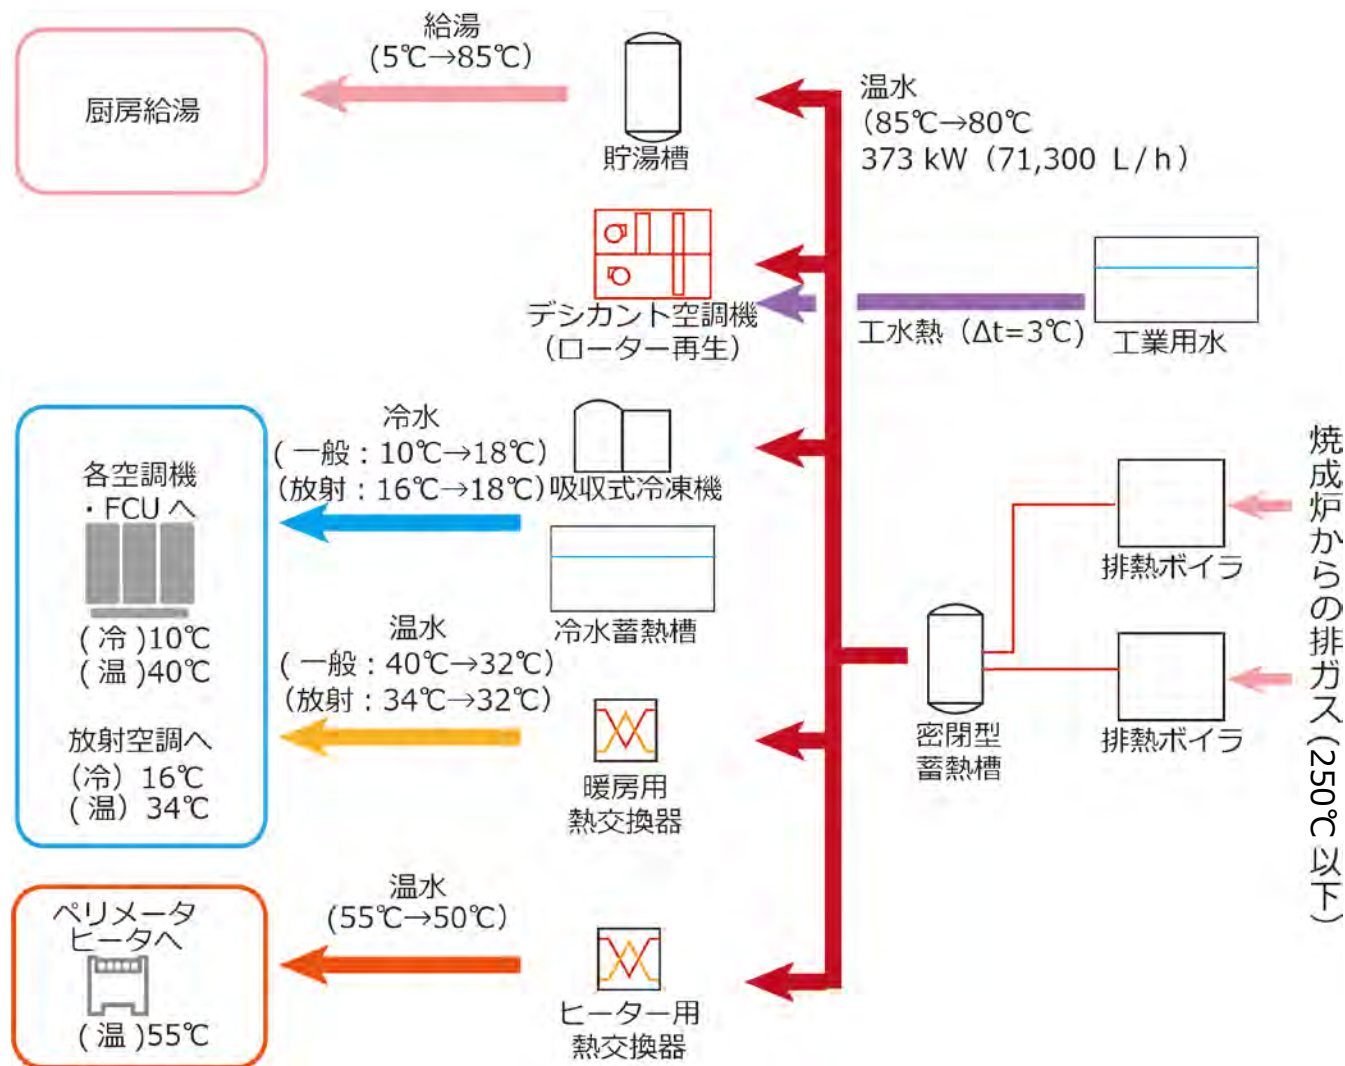 給湯
(5℃→85℃)
厨房給湯
貯湯槽
温水
(85℃→80℃
373 kW (71,300 L/h)
デシカント空調機
(ローター再生)
工水熱 (Δt=3℃)
工業用水
冷水
(一般:10℃→18℃)
(放射:16℃→18℃)
吸収式冷凍機
冷水蓄熱槽
各空調機
・FCU へ
(冷)10℃
(温)40℃
放射空調へ
(冷) 16℃
(温) 34℃
温水
(一般:40℃→32℃)
(放射:34℃→32℃)
暖房用
熱交換器
排熱ボイラ
排熱ボイラ
密閉型
蓄熱槽
焼成炉からの排ガス(250℃以下)
ペリメータ
ヒータへ
(温)55℃
温水
(55℃→50℃)
ヒーター用
熱交換器